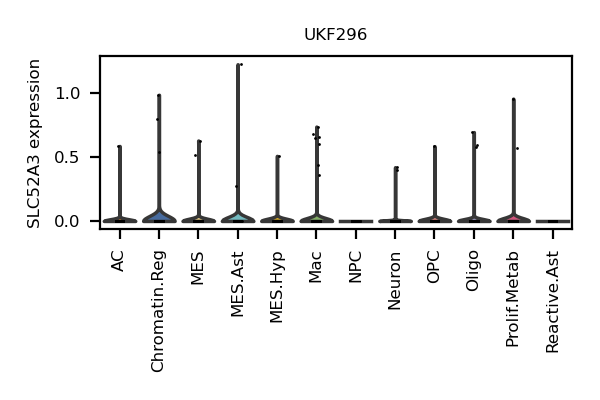 UKF296
SLC52A3 expression
1.0
0.5
0.0
AC
Chromatin.Reg
MES
MES.Ast
MES.Hyp
Mac
NPC
Neuron
OPC
Oligo
Prolif.Metab
Reactive.Ast